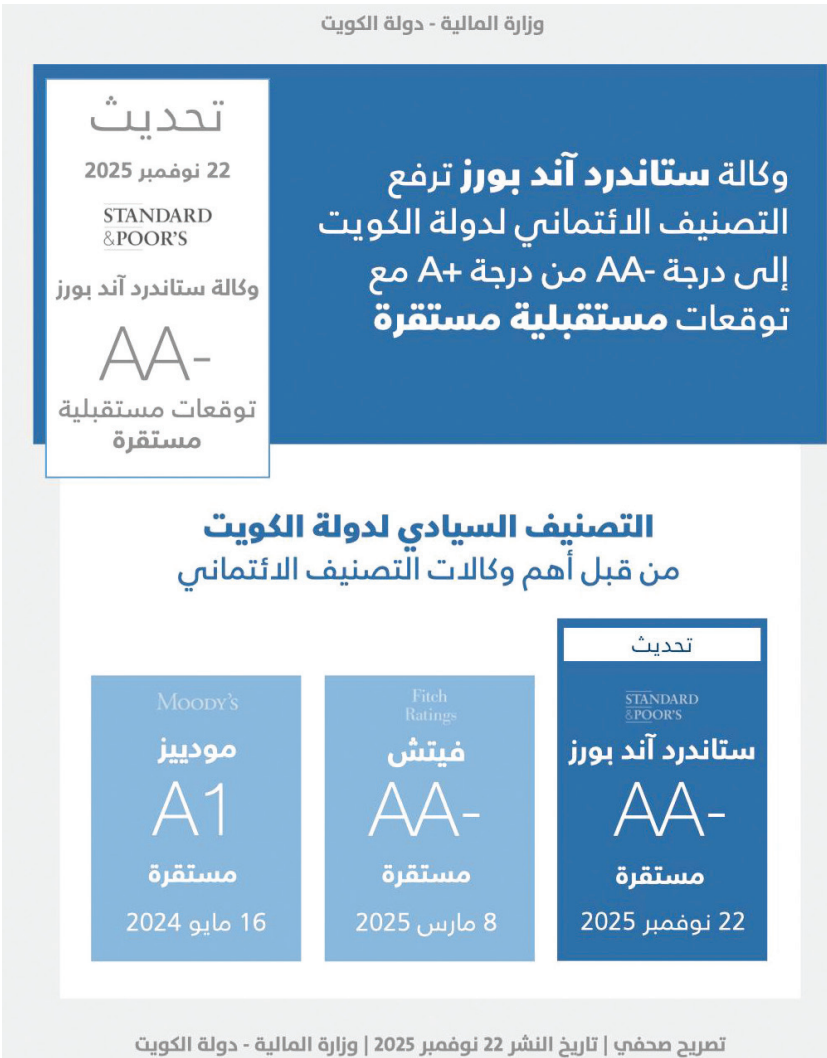 وزارة المالية - دولة الكويت
وكالة ستاندرد آند بورز ترفع
التصنيف الائتماني لدولة الكويت
إلى درجة -AA من درجة +A مع
توقعات مستقبلية مستقرة
تحديث
22 نوفمبر 2025
STANDARD
&POOR'S
وكالة ستاندرد آند بورز
AA-
توقعات مستقبلية
مستقرة
التصنيف السيادي لدولة الكويت
من قبل أهم وكالات التصنيف الائتماني
تحديث
STANDARD
&POOR'S
ستاندرد آند بورز
AA-
مستقرة
22 نوفمبر 2025
Fitch
Ratings
فيتش
AA-
مستقرة
8 مارس 2025
MOODY'S
مودييز
A1
مستقرة
16 مايو 2024
تصريح صحفي | تاريخ النشر 22 نوفمبر 2025 | وزارة المالية - دولة الكويت